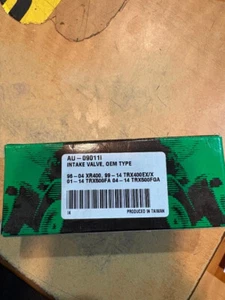 AU-09011I
INTAKE VALVE, OEM TYPE
96-04 XR400, 99-14 TRX400EX/X
01-14 TRX500FA 04-14 TRX500FGA
PRODUCED IN TAIWAN